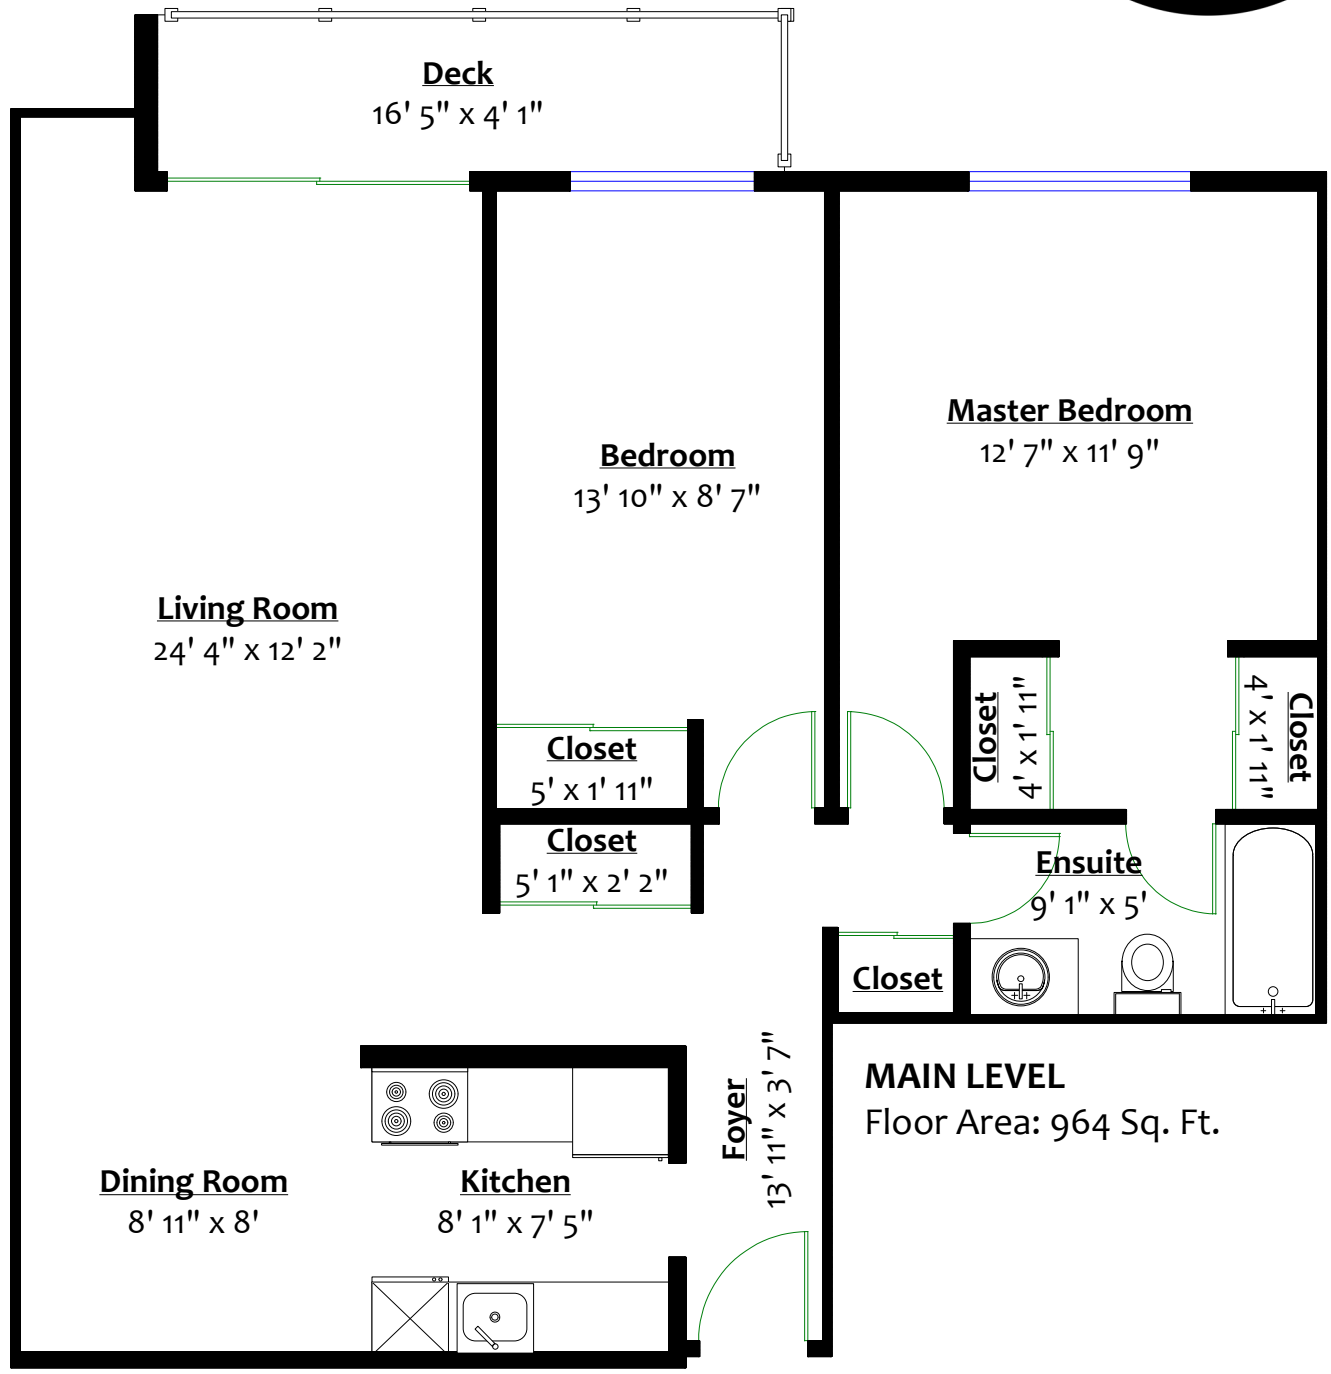 Deck
16' 5" x 4' 1"
Master Bedroom
12' 7" x 11' 9"
Bedroom
13' 10" x 8' 7"
Living Room
24' 4" x 12' 2"
Closet
4' x 1' 11"
Closet
4' x 1' 11"
Closet
5' x 1' 11"
Closet
5' 1" x 2' 2"
Ensuite
9' 1" x 5'
Closet
Foyer
13' 11" x 3' 7"
MAIN LEVEL
Floor Area: 964 Sq. Ft.
Dining Room
8' 11" x 8'
Kitchen
8' 1" x 7' 5"